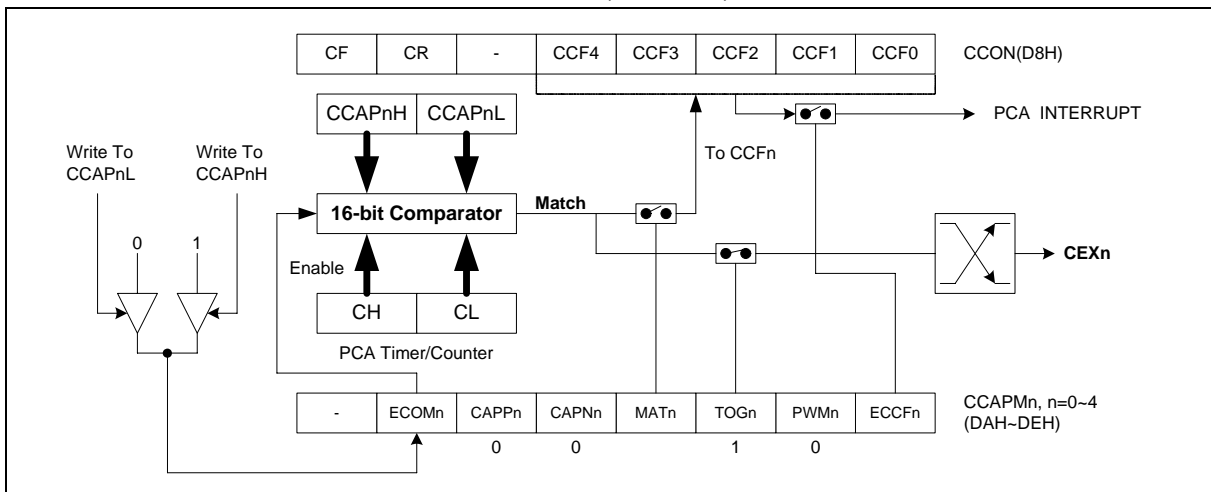 CF CR - CCF4 CCF3 CCF2 CCF1 CCF0 CCON(D8H)
CCAPnH CCAPnL
PCA INTERRUPT
Write To
CCAPnL
Write To
CCAPnH
To CCFn
16-bit Comparator
Match
0 1
Enable
CEXn
CH CL
PCA Timer/Counter
- ECOMn CAPPn CAPNn MATn TOGn PWMn ECCFn
CCAPMn, n=0~4
(DAH~DEH)
0 0 1 0